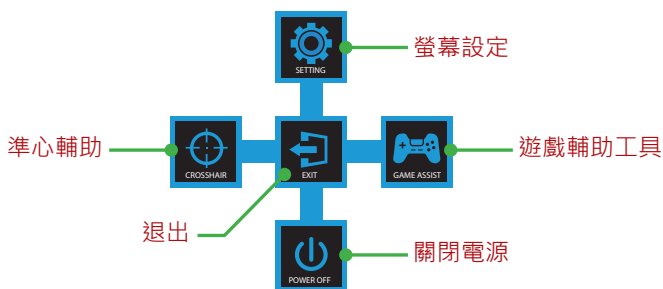 螢幕設定
SETTING
準心輔助
CROSSHAIR
EXIT
GAME ASSIST
遊戲輔助工具
退出
關閉電源
POWER OFF